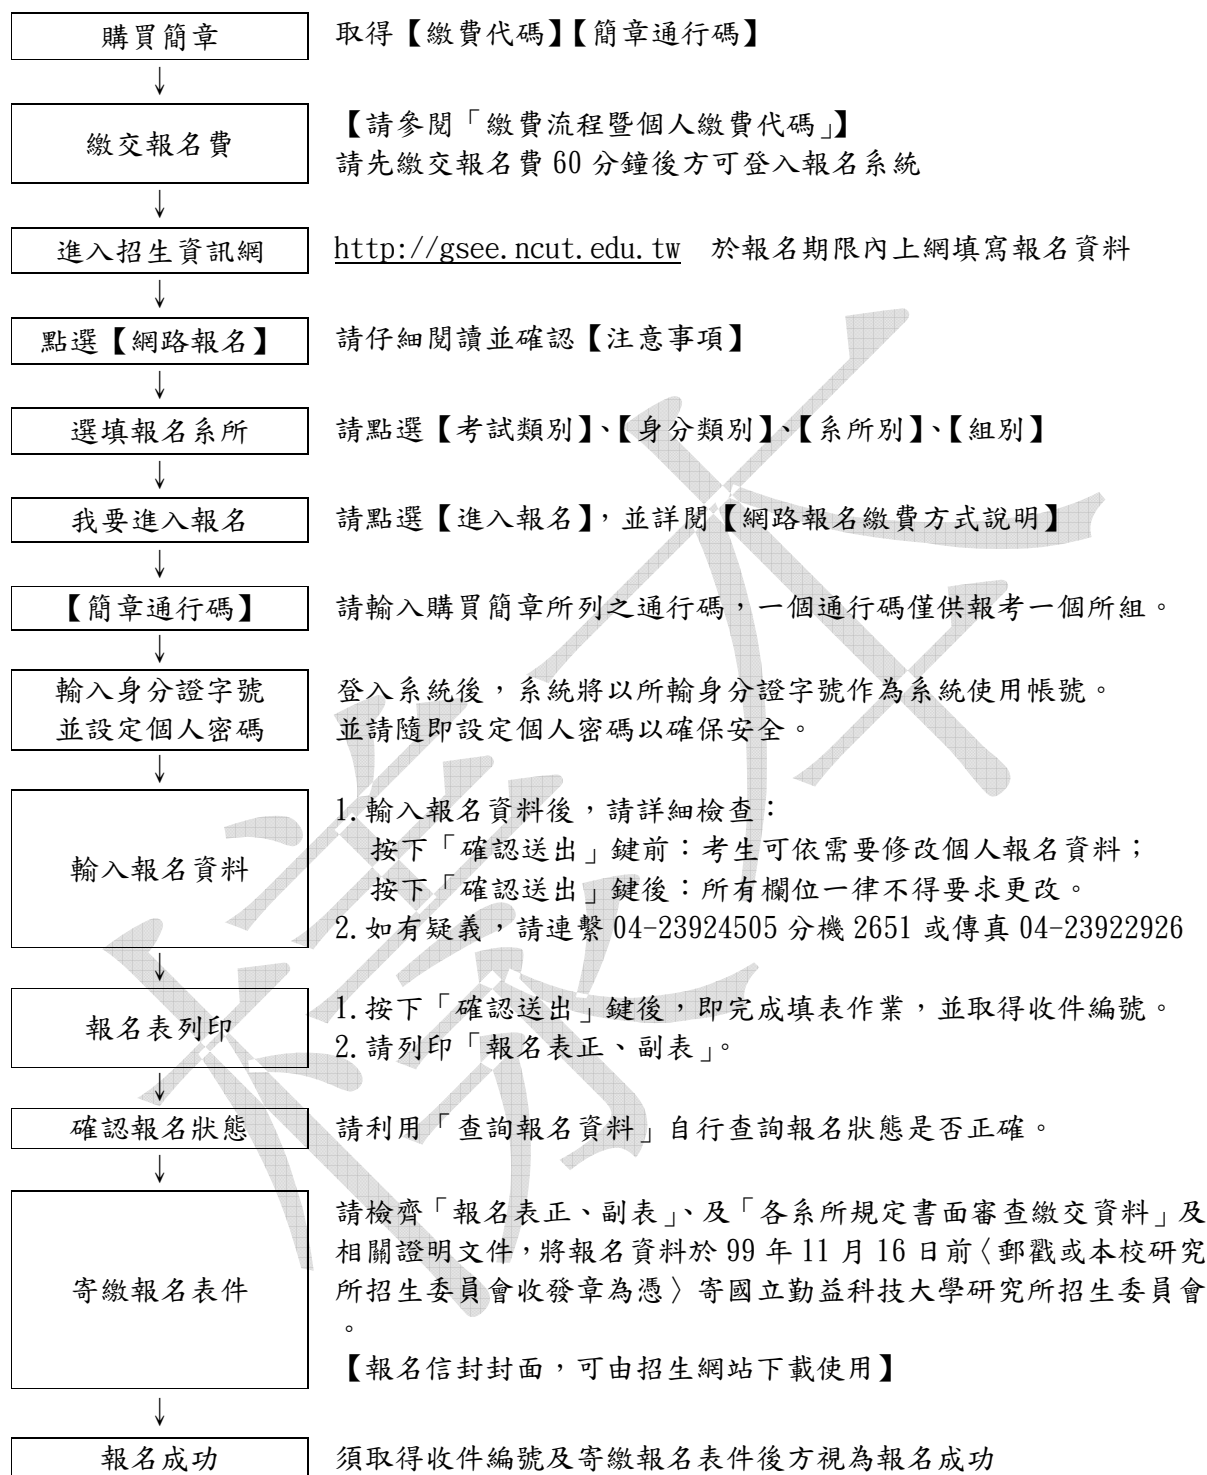 購買簡章
取得【繳費代碼】【簡章通行碼】
↓
繳交報名費
【請參閱「繳費流程暨個人繳費代碼」】
請先繳交報名費 60 分鐘後方可登入報名系統
↓
進入招生資訊網
http://gsee.ncut.edu.tw 於報名期限內上網填寫報名資料
↓
點選【網路報名】
請仔細閱讀並確認【注意事項】
↓
選填報名系所
請點選【考試類別】、【身分類別】、【系所別】、【組別】
↓
我要進入報名
請點選【進入報名】，並詳閱【網路報名繳費方式說明】
↓
【簡章通行碼】
請輸入購買簡章所列之通行碼，一個通行碼僅供報考一個所組。
↓
輸入身分證字號
並設定個人密碼
登入系統後，系統將以所輸身分證字號作為系統使用帳號。
並請隨即設定個人密碼以確保安全。
↓
輸入報名資料
1.輸入報名資料後，請詳細檢查：
按下「確認送出」鍵前：考生可依需要修改個人報名資料；
按下「確認送出」鍵後：所有欄位一律不得要求更改。
2.如有疑義，請連繫 04-23924505 分機 2651 或傳真 04-23922926
↓
報名表列印
1.按下「確認送出」鍵後，即完成填表作業，並取得收件編號。
2.請列印「報名表正、副表」。
↓
確認報名狀態
請利用「查詢報名資料」自行查詢報名狀態是否正確。
↓
寄繳報名表件
請檢齊「報名表正、副表」、及「各系所規定書面審查繳交資料」及
相關證明文件，將報名資料於 99 年 11 月 16 日前〈郵戳或本校研究
所招生委員會收發章為憑〉寄國立勤益科技大學研究所招生委員會
。
【報名信封封面，可由招生網站下載使用】
↓
報名成功
須取得收件編號及寄繳報名表件後方視為報名成功
樣本